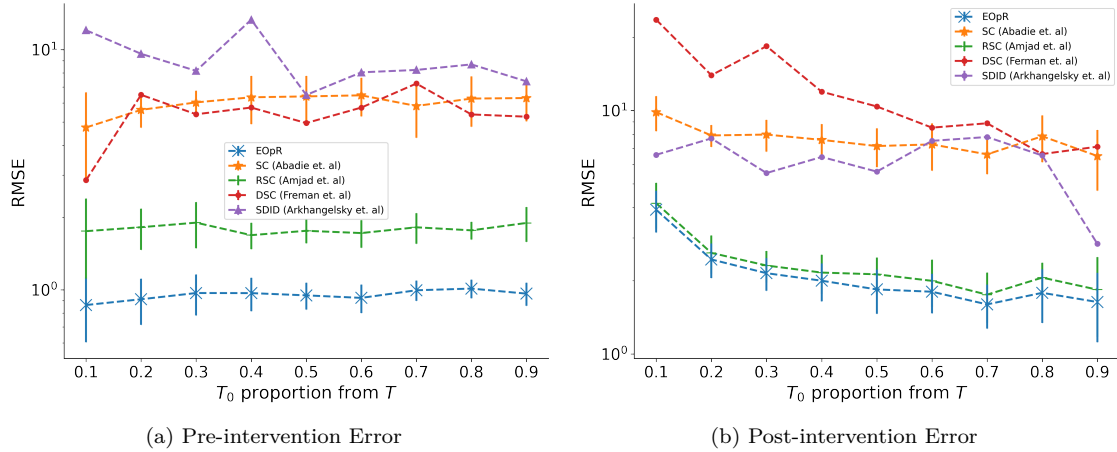 10¹
10⁰
RMSE
EOpR
SC (Abadie et. al)
RSC (Amjad et. al)
DSC (Freman et. al)
SDID (Arkhangelsky et. al)
0.1 0.2 0.3 0.4 0.5 0.6 0.7 0.8 0.9
T₀ proportion from T
(a) Pre-intervention Error
10¹
10⁰
RMSE
EOpR
SC (Abadie et. al)
RSC (Amjad et. al)
DSC (Ferman et. al)
SDID (Arkhangelsky et. al)
0.1 0.2 0.3 0.4 0.5 0.6 0.7 0.8 0.9
T₀ proportion from T
(b) Post-intervention Error